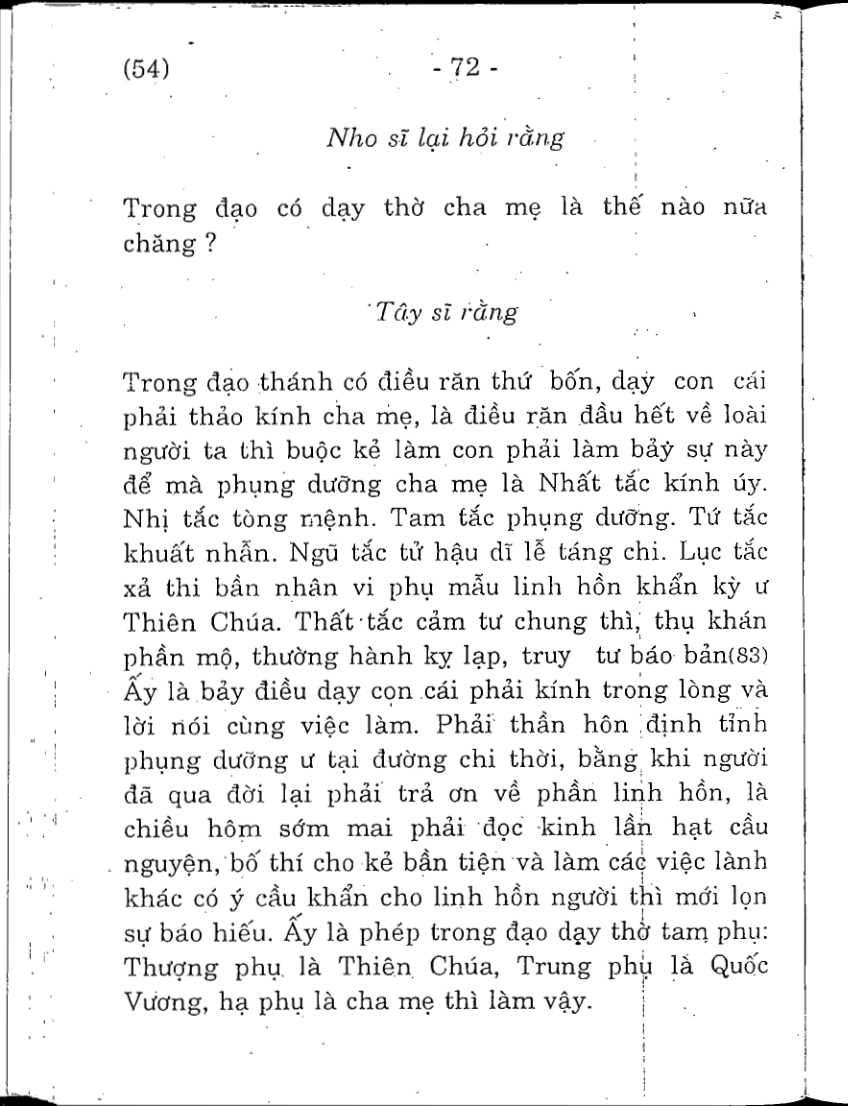 (54) - 72 -
Nho sĩ lại hỏi rằng
Trong đạo có dạy thờ cha mẹ là thế nào nữa
chăng ?
Tây sĩ rằng
Trong đạo thánh có điều răn thứ bốn, dạy con cái
phải thảo kính cha mẹ, là điều răn đầu hết về loài
người ta thì buộc kẻ làm con phải làm bảy sự này
để mà phụng dưỡng cha mẹ là Nhất tắc kính úy.
Nhị tắc tòng mệnh. Tam tắc phụng dưỡng. Tứ tắc
khuất nhẫn. Ngũ tắc tử hậu dĩ lễ táng chi. Lục tắc
xả thi bần nhân vi phụ mẫu linh hồn khẩn kỳ ư
Thiên Chúa. Thất tắc cảm tư chung thì, thụ khán
phần mộ, thường hành kỵ lạp, truy tư báo bản(83)
Ấy là bảy điều dạy con cái phải kính trong lòng và
lời nói cùng việc làm. Phải thần hôn định tỉnh
phụng dưỡng ư tại đường chi thời, bằng khi người
đã qua đời lại phải trả ơn về phần linh hồn, là
chiều hôm sớm mai phải đọc kinh lần hạt cầu
nguyện, bố thí cho kẻ bần tiện và làm các việc lành
khác có ý cầu khẩn cho linh hồn người thì mới lọn
sự báo hiếu. Ấy là phép trong đạo dạy thờ tam phụ:
Thượng phụ là Thiên Chúa, Trung phụ là Quốc
Vương, hạ phụ là cha mẹ thì làm vậy.